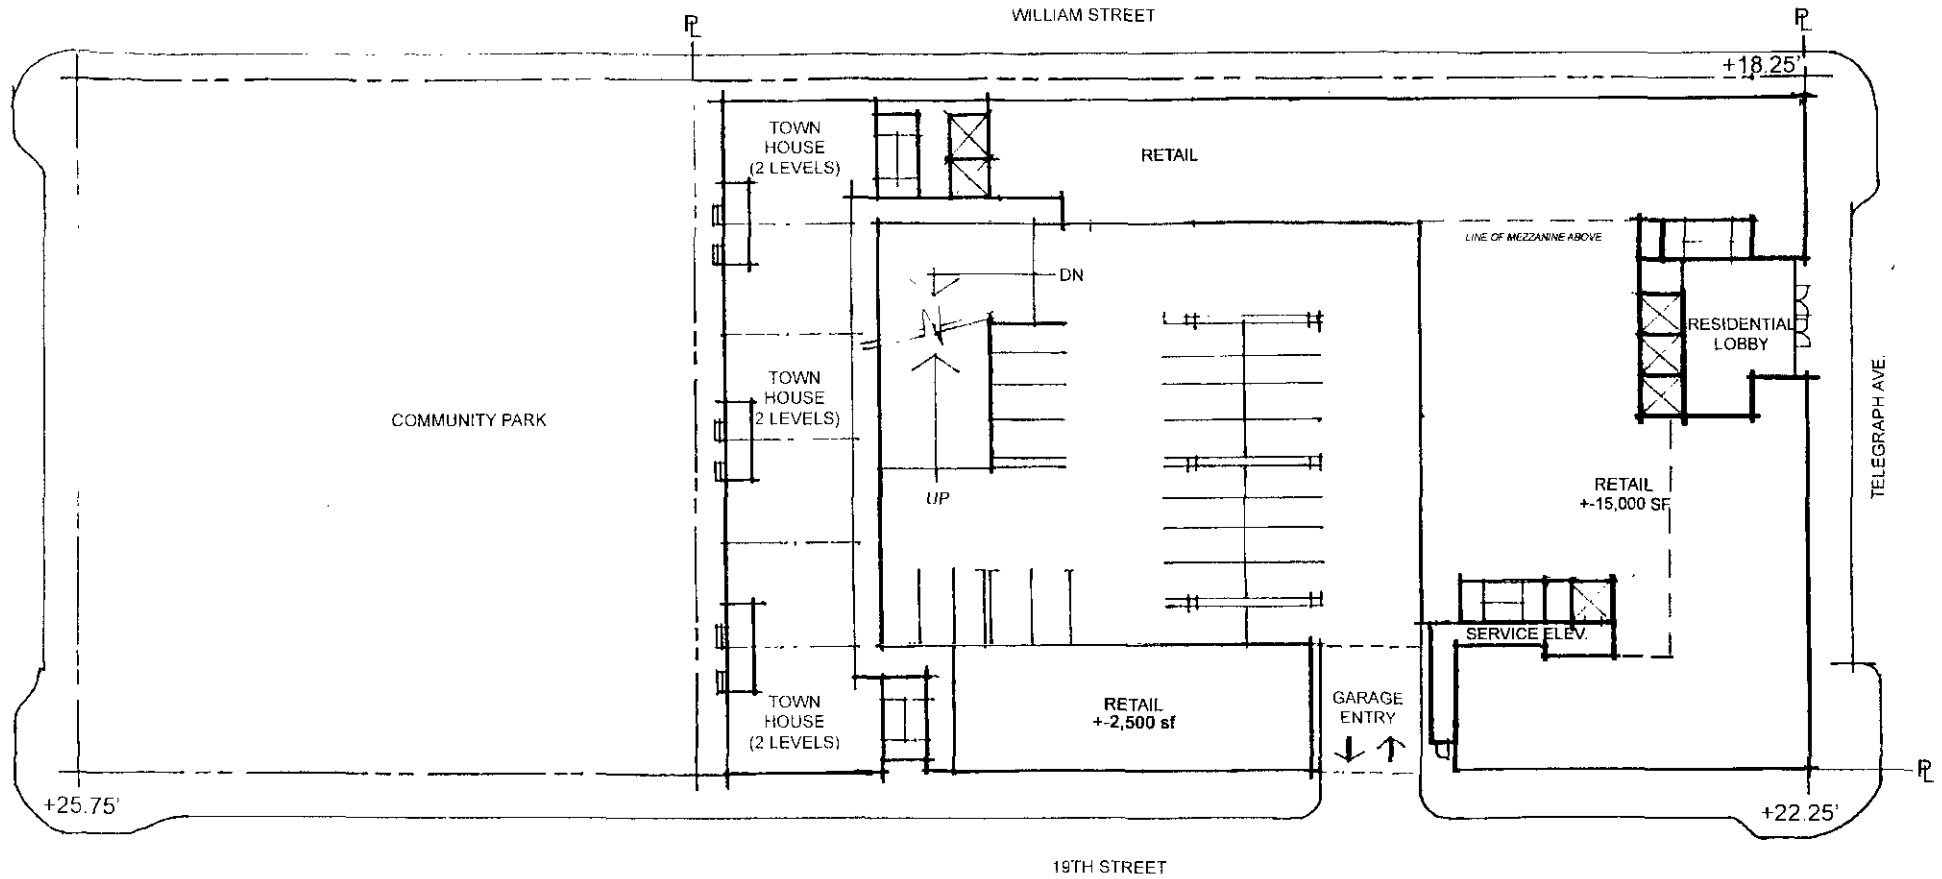 WILLIAM STREET
PL
PL
+18.25'
TOWN
HOUSE
(2 LEVELS)
RETAIL
LINE OF MEZZANINE ABOVE
DN
RESIDENTIAL
LOBBY
TOWN
HOUSE
2 LEVELS)
COMMUNITY PARK
TELEGRAPH AVE.
UP
RETAIL
+-15,000 SF
SERVICE ELEV.
TOWN
HOUSE
(2 LEVELS)
RETAIL
+-2,500 sf
GARAGE
ENTRY
PL
+25.75'
+22.25'
19TH STREET